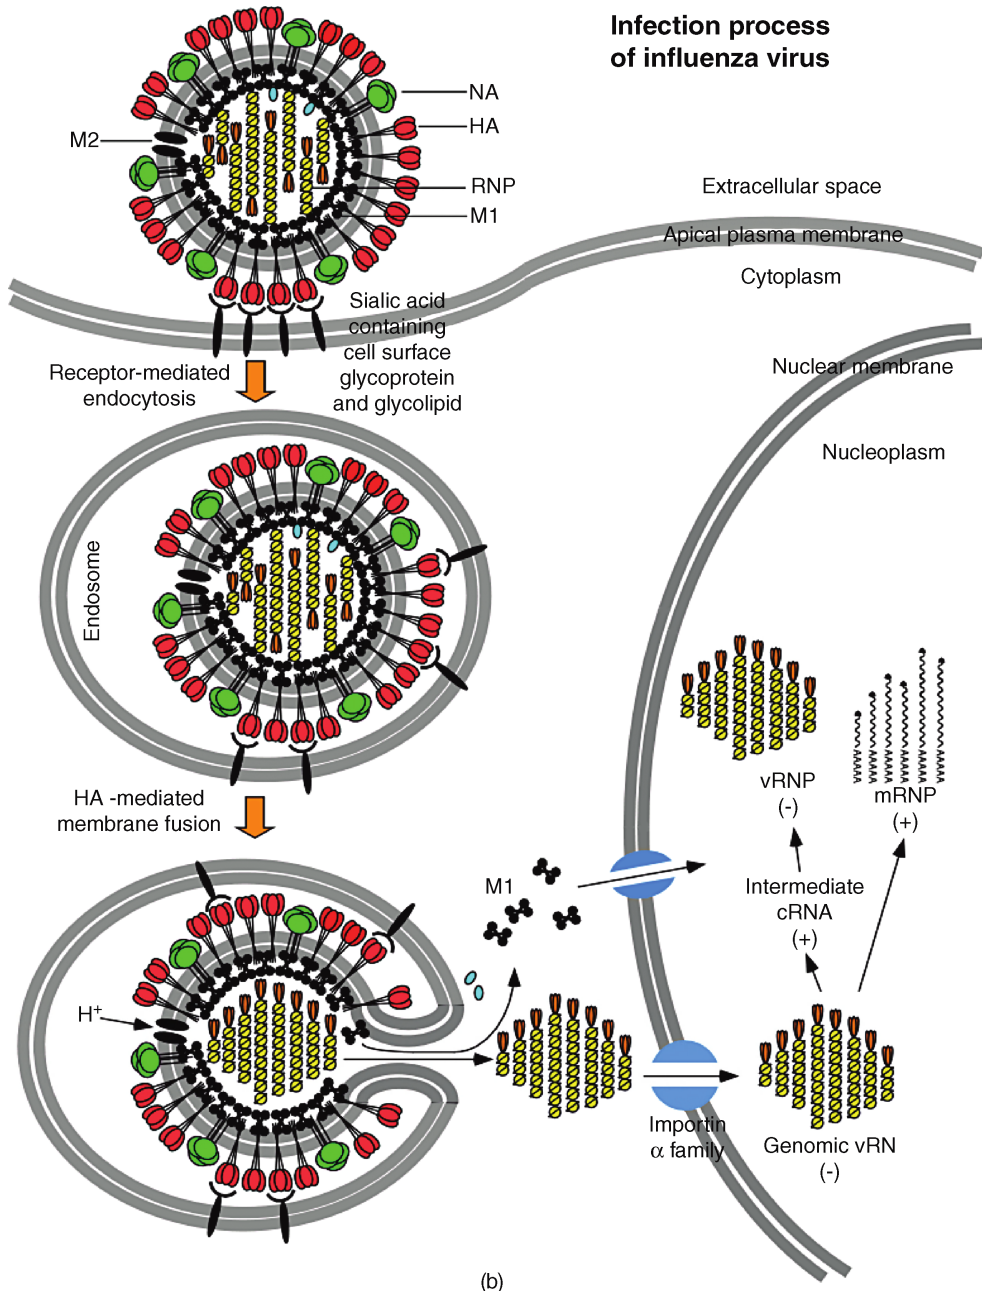 Infection process
of influenza virus
NA
HA
M2
RNP
M1
Extracellular space
Apical plasma membrane
Cytoplasm
Sialic acid
containing
cell surface
glycoprotein
and glycolipid
Receptor-mediated
endocytosis
Nuclear membrane
Nucleoplasm
Endosome
HA -mediated
membrane fusion
vRNP
(-)
mRNP
(+)
M1
Intermediate
cRNA
(+)
H⁺
Importin
α family
Genomic vRN
(-)
(b)